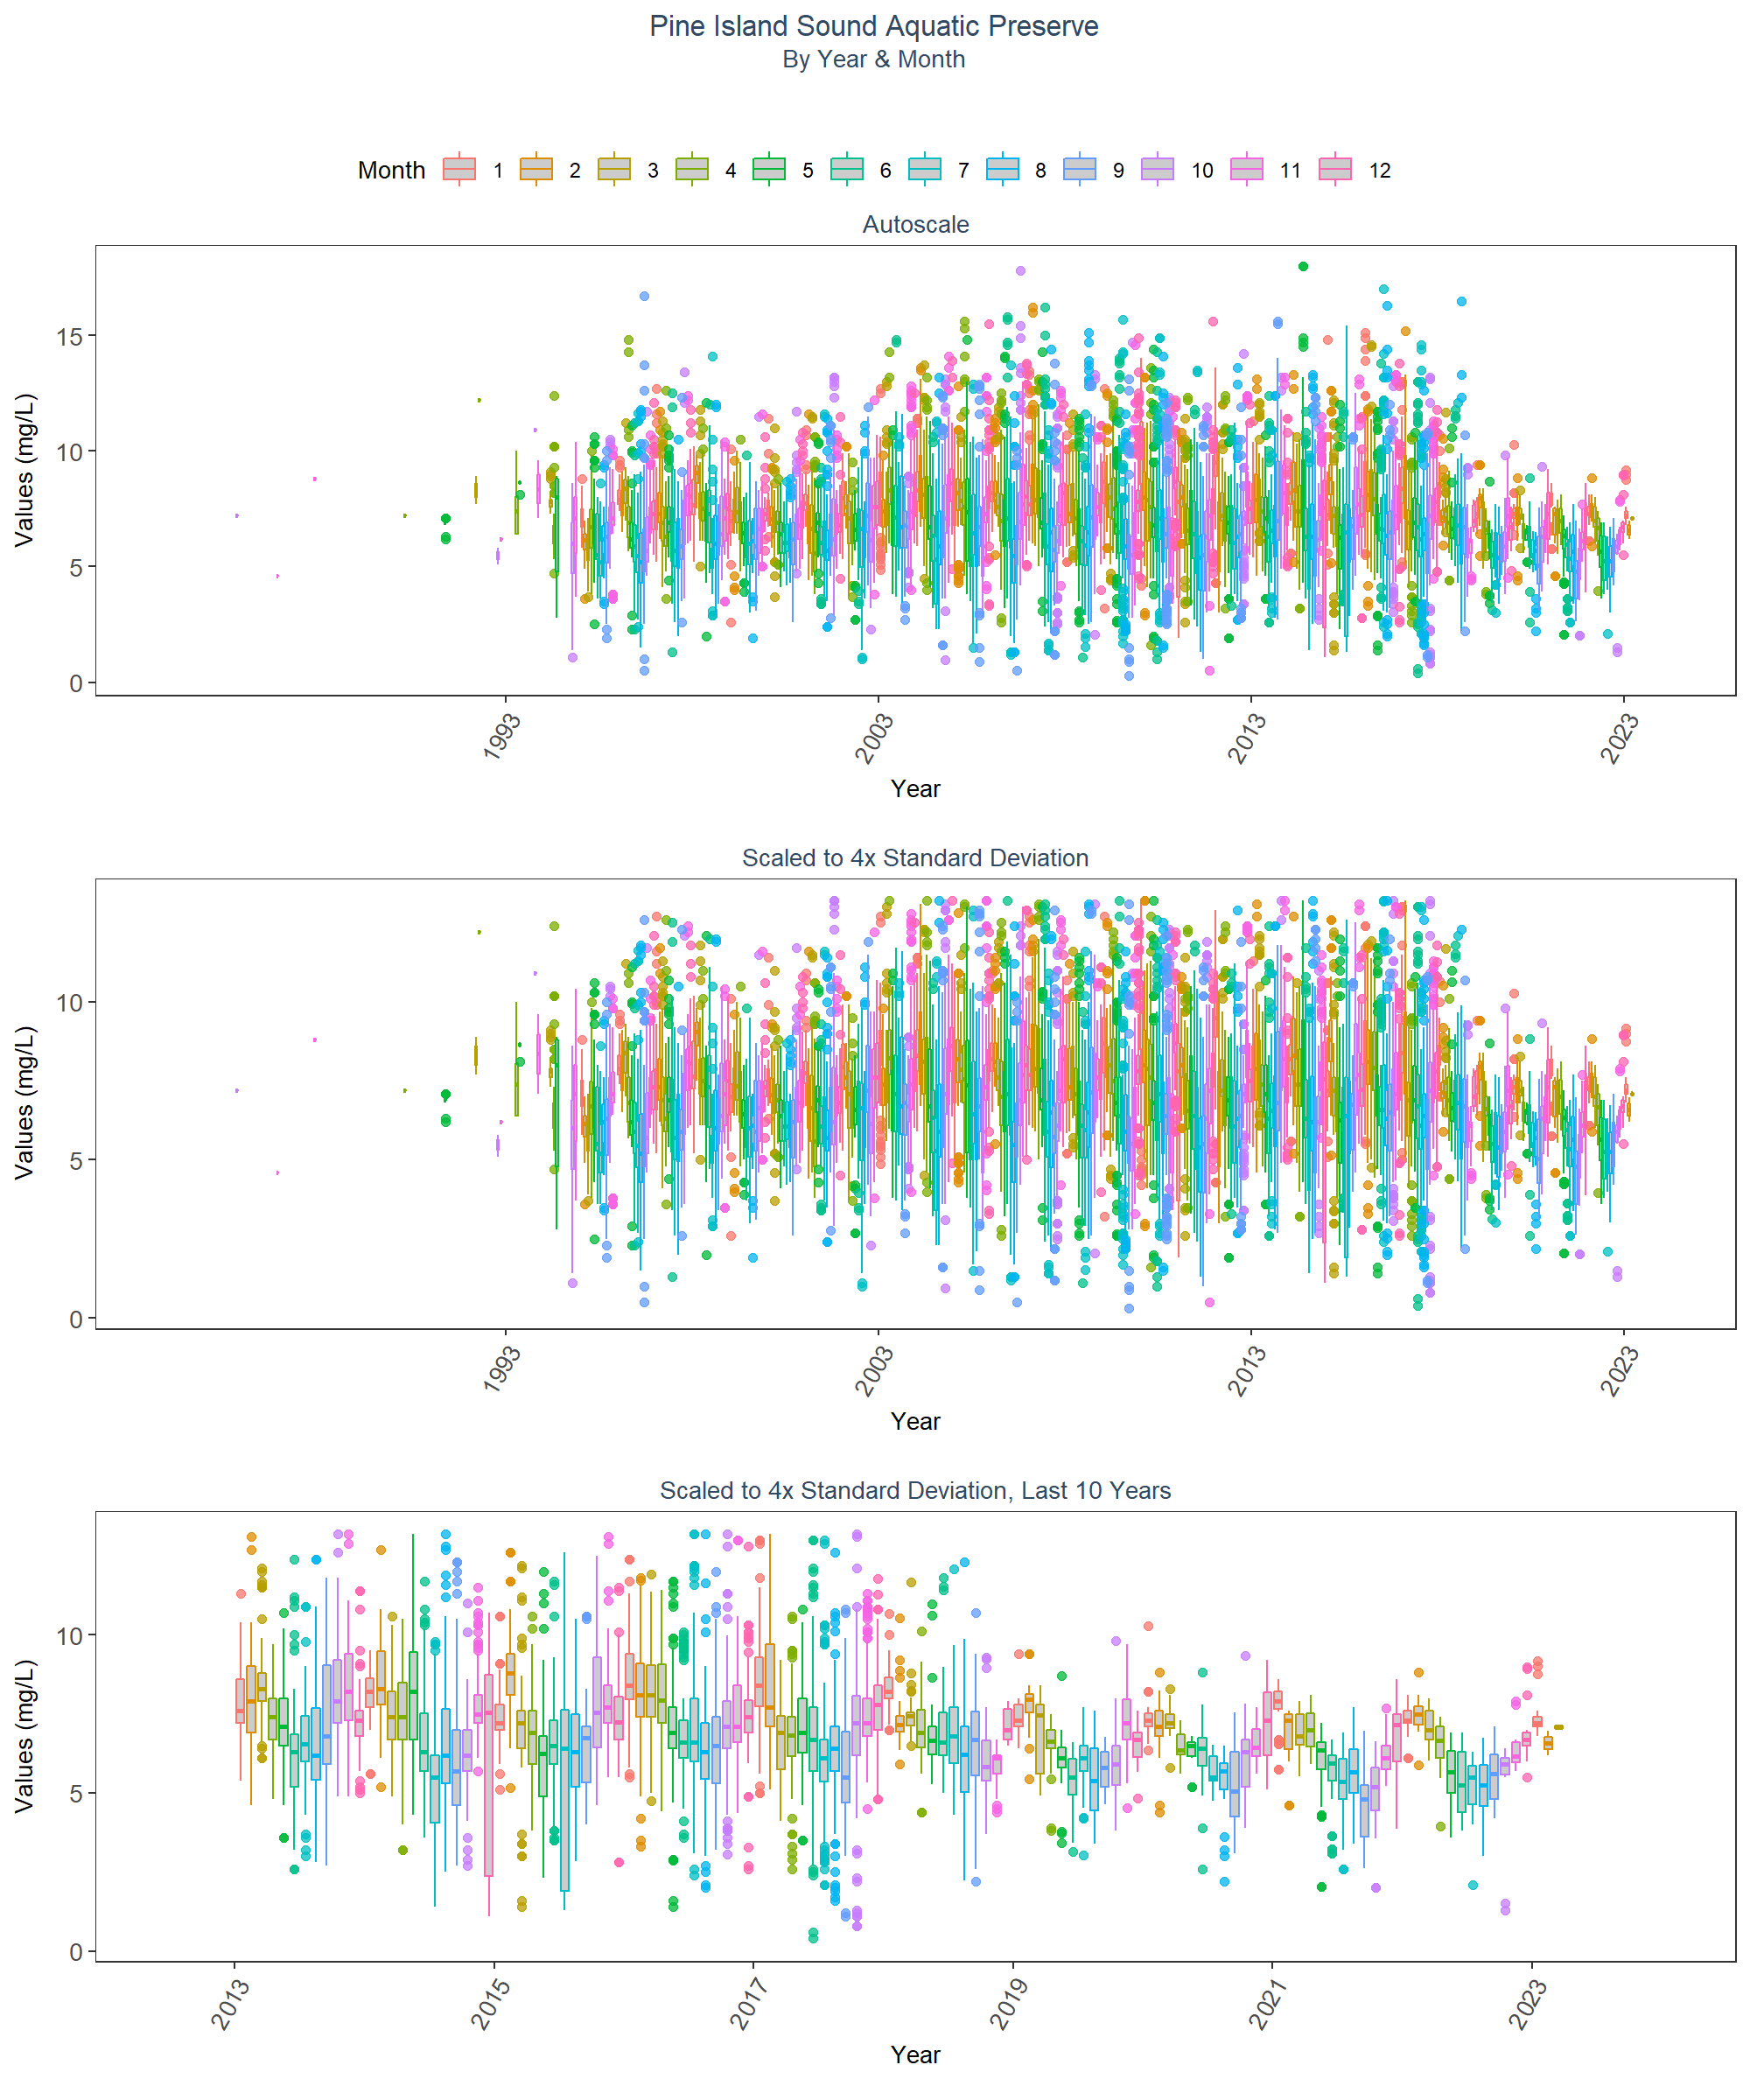 Pine Island Sound Aquatic Preserve
By Year & Month
Month 1 2 3 4 5 6 7 8 9 10 11 12
Autoscale
Values (mg/L)
15
10
5
0
1993 2003 2013 2023
Year
Scaled to 4x Standard Deviation
Values (mg/L)
10
5
0
1993 2003 2013 2023
Year
Scaled to 4x Standard Deviation, Last 10 Years
Values (mg/L)
10
5
0
2013 2015 2017 2019 2021 2023
Year